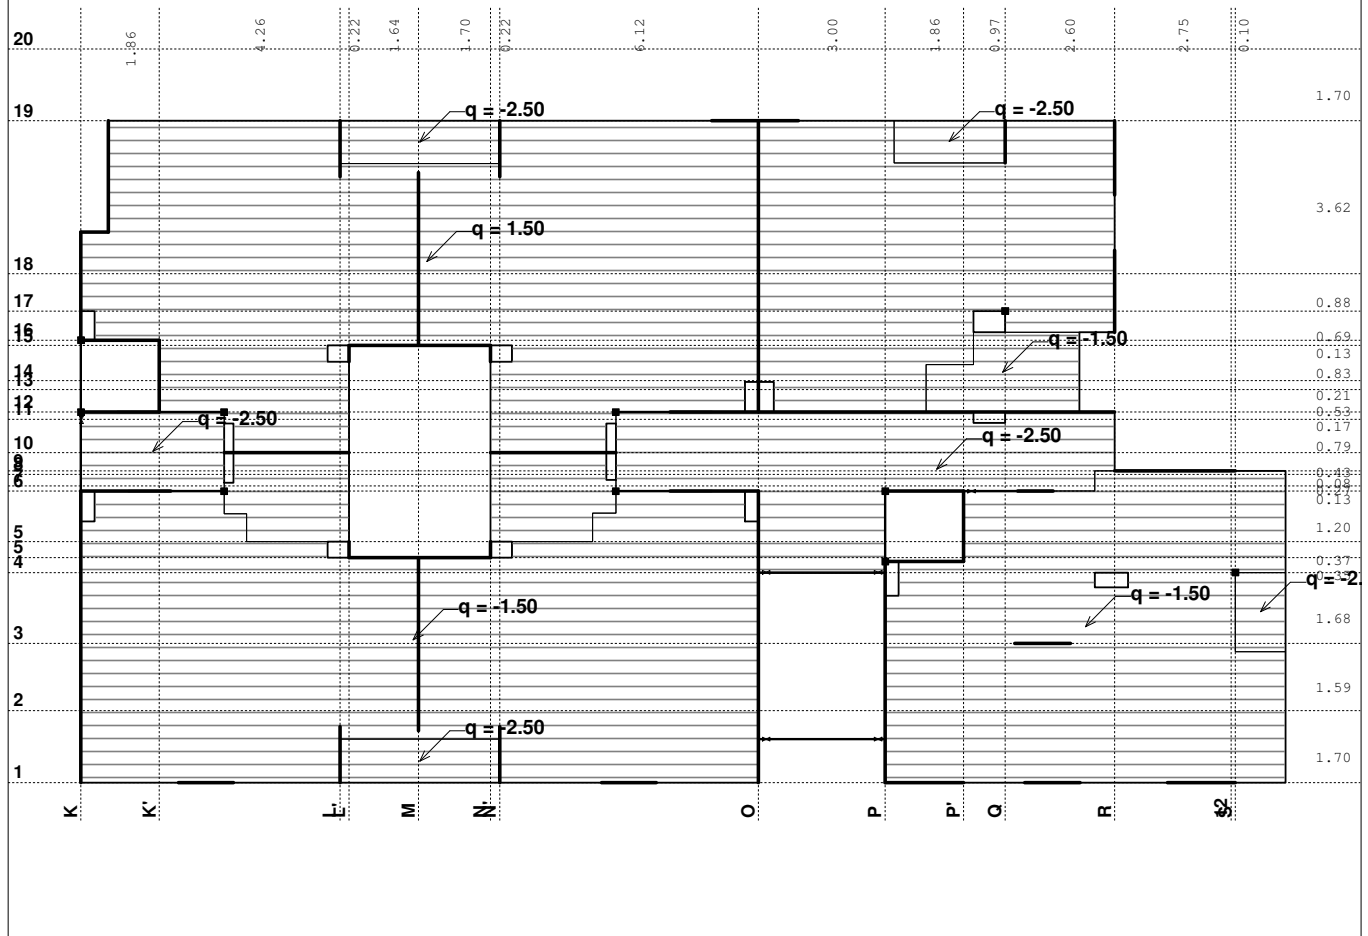 1.86
4.26
0.22
1.64
1.70
0.22
6.12
3.00
1.86
0.97
2.60
2.75
0.10
20
1.70
19
q = -2.50
q = -2.50
3.62
q = 1.50
18
17
0.88
16
15
0.69
q = -1.50
0.13
14
0.83
13
12
0.21
11
0.53
q = -2.50
0.17
q = -2.50
10
0.79
9
0.43
0.08
6
0.13
1.20
5
5
4
0.37
q = -2.
q = -1.50
q = -1.50
1.68
3
1.59
2
q = -2.50
1.70
1
K
K'
L'
M
N'
O
P
P'
Q
R